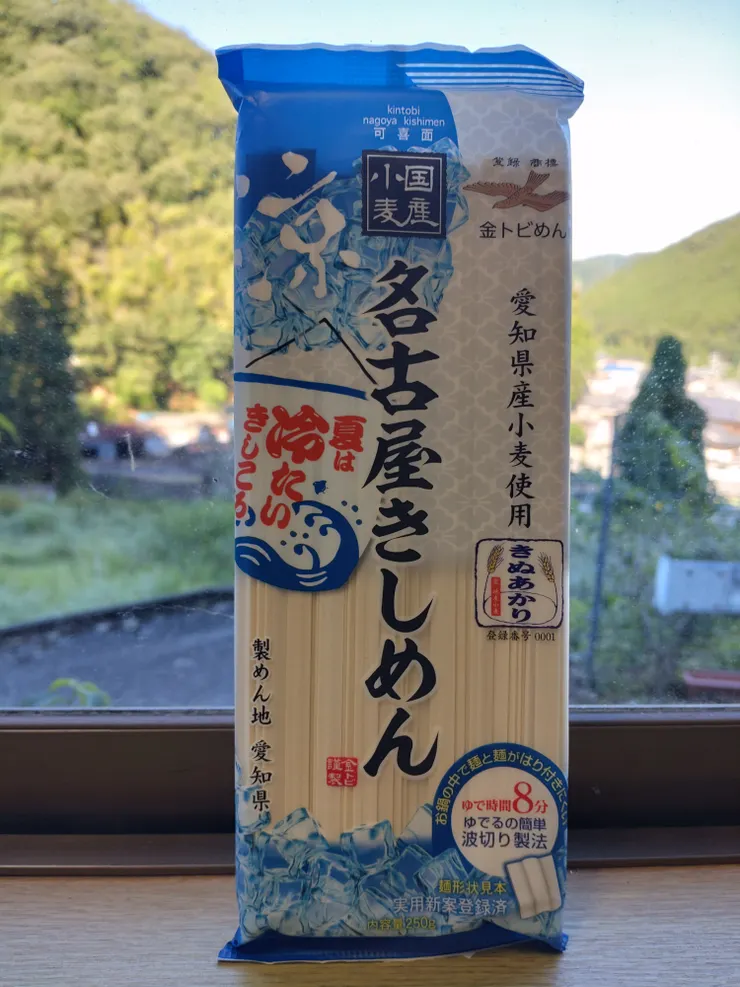 kintobi
nagoya kishimen
可喜面
国産
小麦
登録 商標
金トビめん
涼
名古屋きしめん
愛知県産小麦使用
夏は
冷たい
きしころ
きぬあかり
登録番号 0001
製めん地 愛知県
金トビ
謹製
お鍋の中で麺と麺がはり付きにくい
ゆで時間8分
ゆでるの簡単
波切り製法
麺形状見本
実用新案登録済
内容量250g